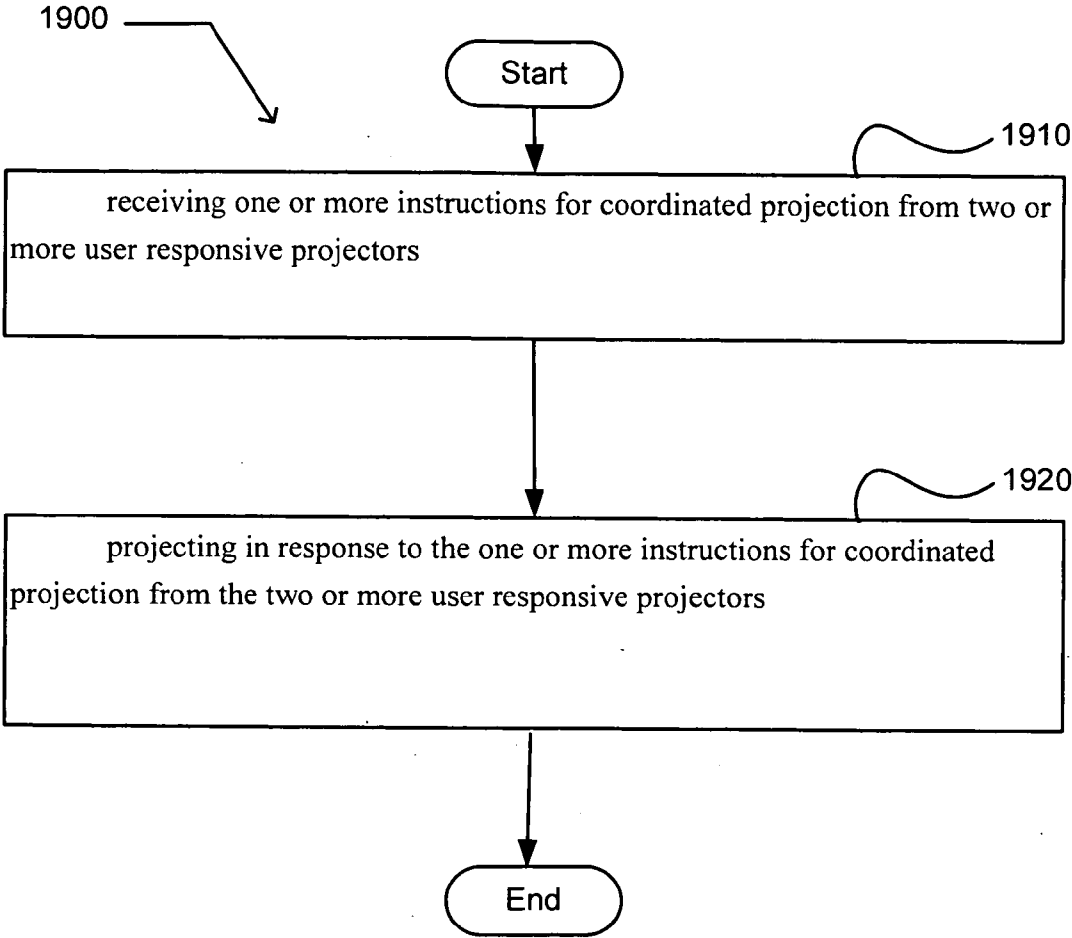 1900
Start
1910
receiving one or more instructions for coordinated projection from two or
more user responsive projectors
1920
projecting in response to the one or more instructions for coordinated
projection from the two or more user responsive projectors
End